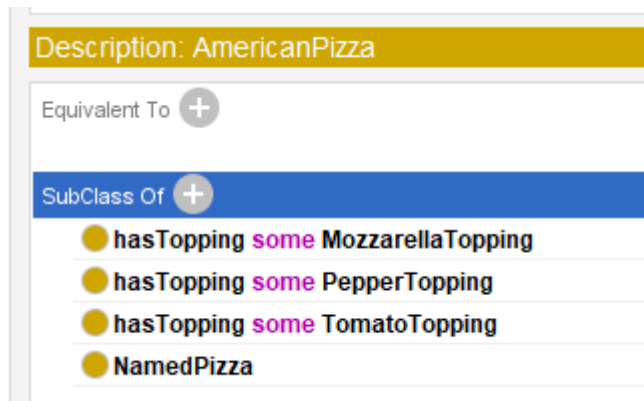 Description: AmericanPizza
Equivalent To
SubClass Of
hasTopping some MozzarellaTopping
hasTopping some PepperTopping
hasTopping some TomatoTopping
NamedPizza